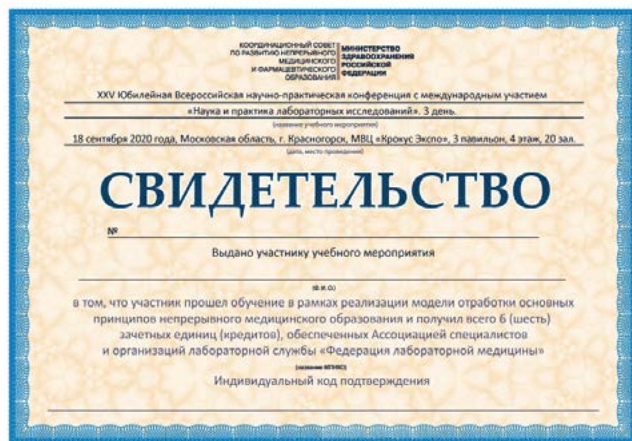 КООРДИНАЦИОННЫЙ СОВЕТ
ПО РАЗВИТИЮ НЕПРЕРЫВНОГО
МЕДИЦИНСКОГО
И ФАРМАЦЕВТИЧЕСКОГО
ОБРАЗОВАНИЯ
МИНИСТЕРСТВО
ЗДРАВООХРАНЕНИЯ
РОССИЙСКОЙ
ФЕДЕРАЦИИ
XXV Юбилейная Всероссийская научно-практическая конференция с международным участием
«Наука и практика лабораторных исследований». 3 день.
(название учебного мероприятия)
18 сентября 2020 года, Московская область, г. Красногорск, МВЦ «Крокус Экспо», 3 павильон, 4 этаж, 20 зал.
(дата, место проведения)
СВИДЕТЕЛЬСТВО
№
Выдано участнику учебного мероприятия
(Ф.И.О.)
в том, что участник прошел обучение в рамках реализации модели отработки основных
принципов непрерывного медицинского образования и получил всего 6 (шесть)
зачетных единиц (кредитов), обеспеченных Ассоциацией специалистов
и организаций лабораторной службы «Федерация лабораторной медицины»
(название МПНКО)
Индивидуальный код подтверждения